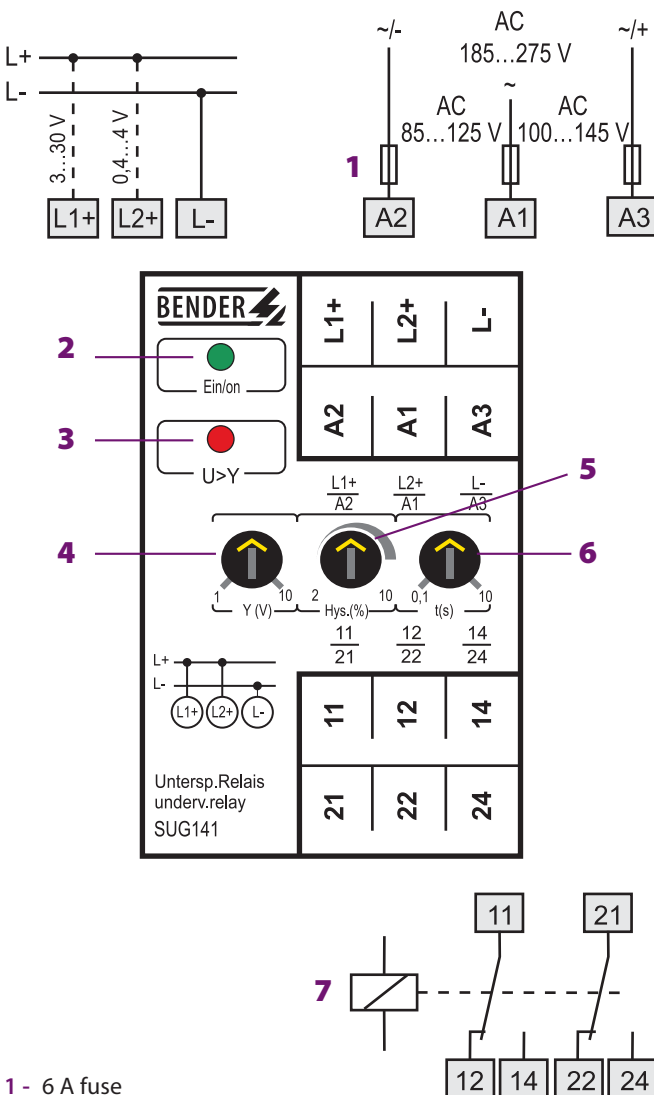 L+
L-
3...30 V
0,4...4 V
L1+ L2+ L-
~/- AC ~/+
185...275 V
~
AC AC
85...125 V 100...145 V
1
A2 A1 A3
BENDER
L1+ L2+ L-
2
Ein/on
A2 A1 A3
3
U>Y
L1+ L2+ L-
A2 A1 A3
5
4
6
1 10 2 10 0,1 10
Y (V) Hys.(%) t(s)
11 12 14
21 22 24
L+
L-
L1+ L2+ L-
11 12 14
Untersp.Relais
underv.relay
SUG141
21 22 24
11 21
7
12 14 22 24
1 - 6 A fuse